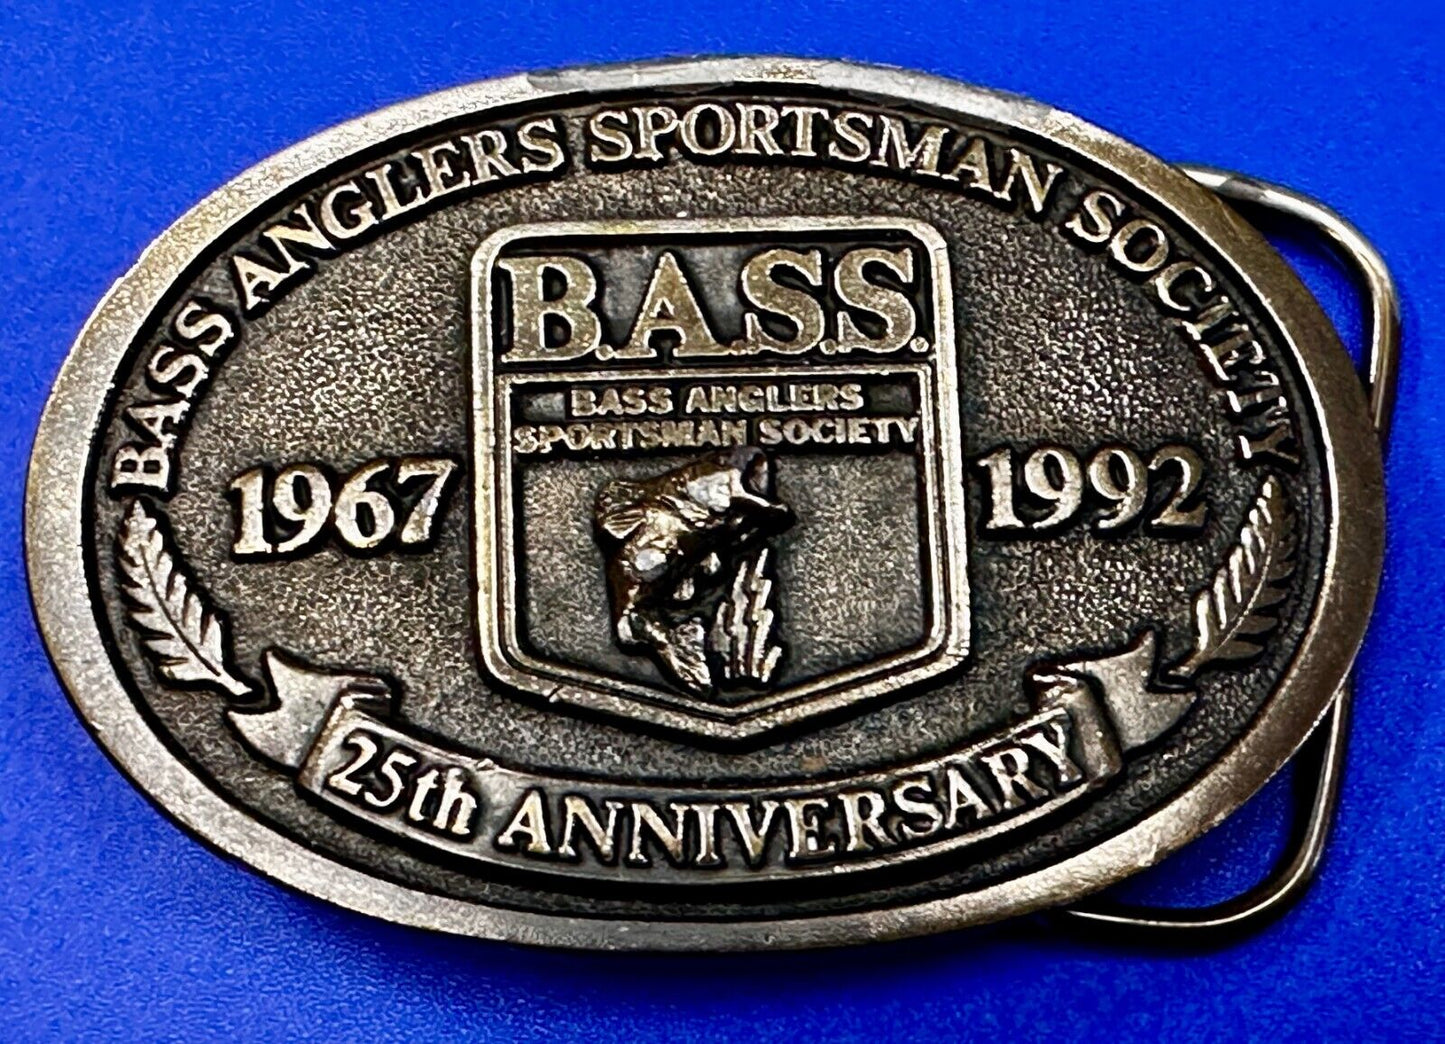 BASS ANGLERS SPORTSMAN SOCIETY
B.A.S.S.
BASS ANGLERS
SPORTSMAN SOCIETY
1967
1992
25th ANNIVERSARY